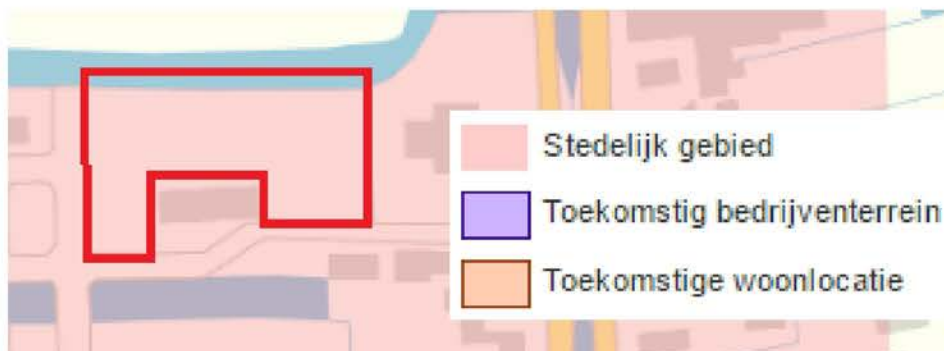 Stedelijk gebied
Toekomstig bedrijventerrein
Toekomstige woonlocatie